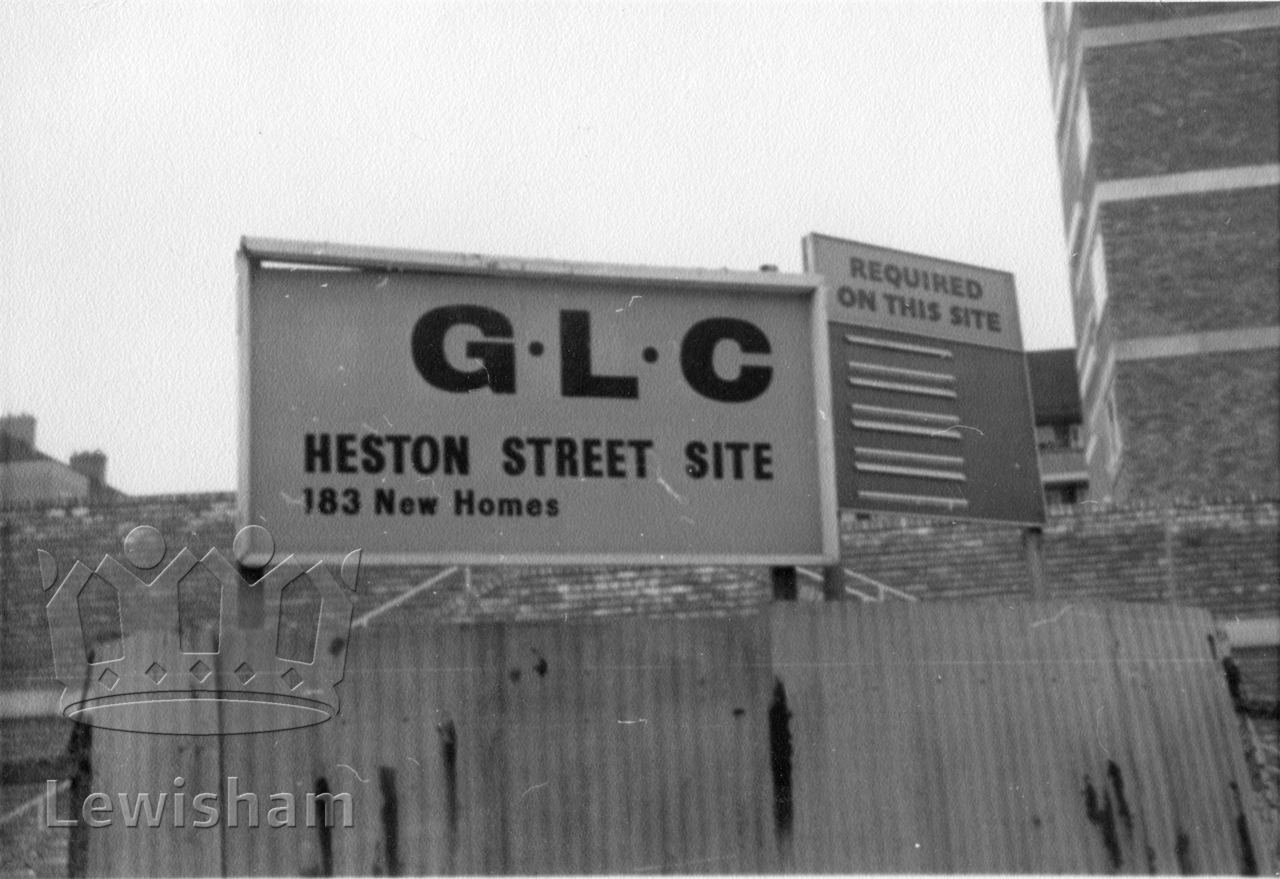 G·L·C
HESTON STREET SITE
183 New Homes
REQUIRED
ON THIS SITE
Lewisham